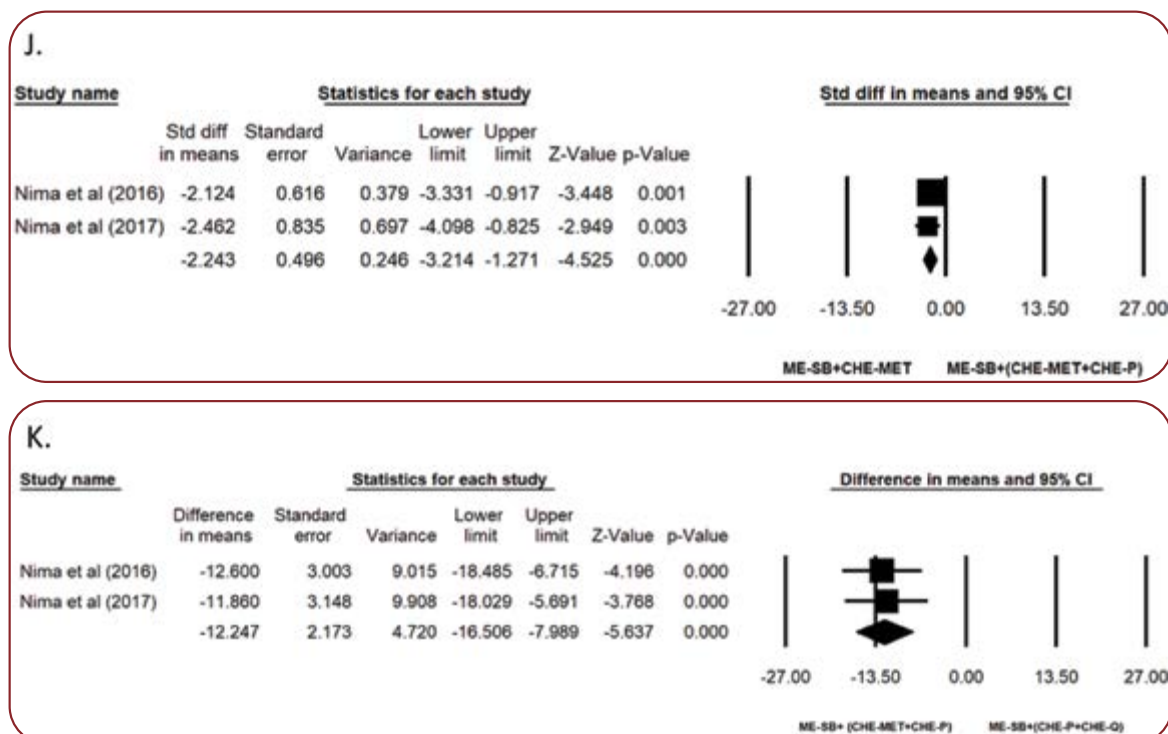 J.
Study name Statistics for each study Std diff in means and 95% CI
Std diff Standard Lower Upper
in means error Variance limit limit Z-Value p-Value
Nima et al (2016) -2.124 0.616 0.379 -3.331 -0.917 -3.448 0.001
Nima et al (2017) -2.462 0.835 0.697 -4.098 -0.825 -2.949 0.003
-2.243 0.496 0.246 -3.214 -1.271 -4.525 0.000
-27.00 -13.50 0.00 13.50 27.00
ME-SB+CHE-MET ME-SB+(CHE-MET+CHE-P)
K.
Study name Statistics for each study Difference in means and 95% CI
Difference Standard Lower Upper
in means error Variance limit limit Z-Value p-Value
Nima et al (2016) -12.600 3.003 9.015 -18.485 -6.715 -4.196 0.000
Nima et al (2017) -11.860 3.148 9.908 -18.029 -5.691 -3.768 0.000
-12.247 2.173 4.720 -16.506 -7.989 -5.637 0.000
-27.00 -13.50 0.00 13.50 27.00
ME-SB+ (CHE-MET+CHE-P) ME-SB+(CHE-P+CHE-Q)